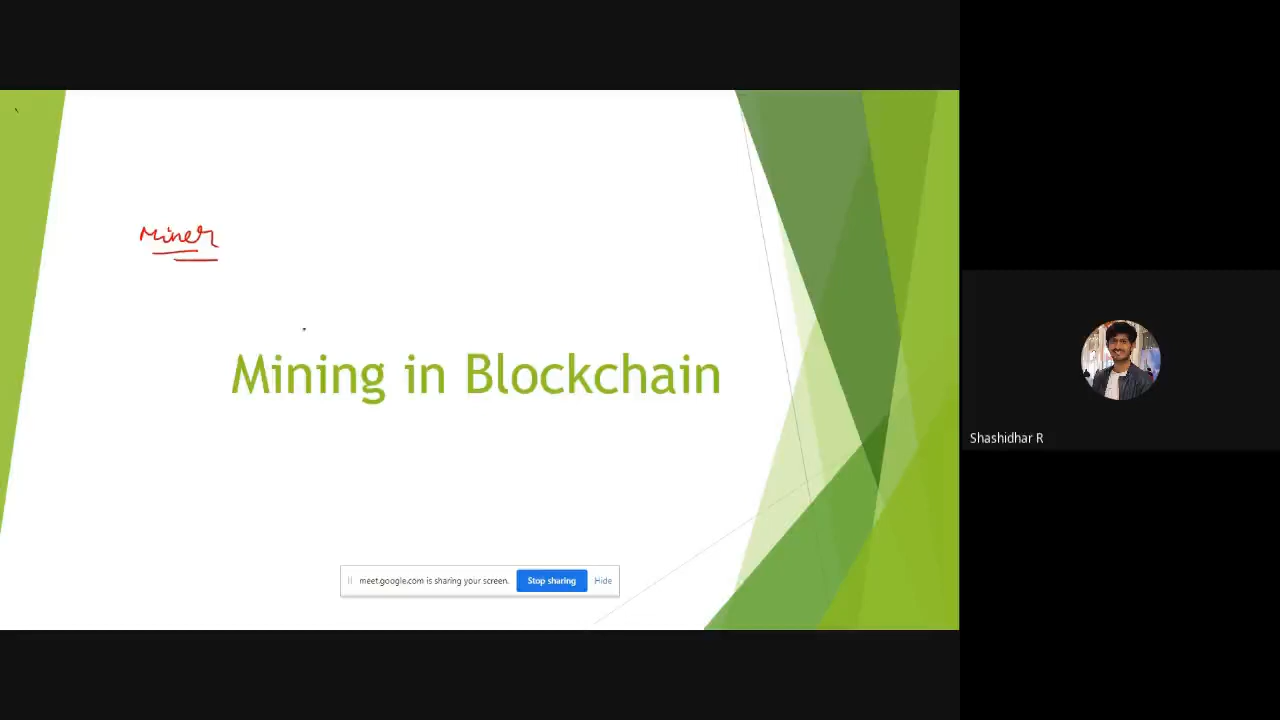 Miner
Mining in Blockchain
meet.google.com is sharing your screen. Stop sharing Hide
Shashidhar R